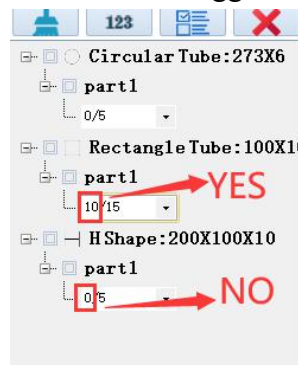 123
Circular Tube:273X6
part1
0/5
Rectangle Tube:100X1
part1
YES
10/15
H Shape:200X100X10
part1
0/5
NO